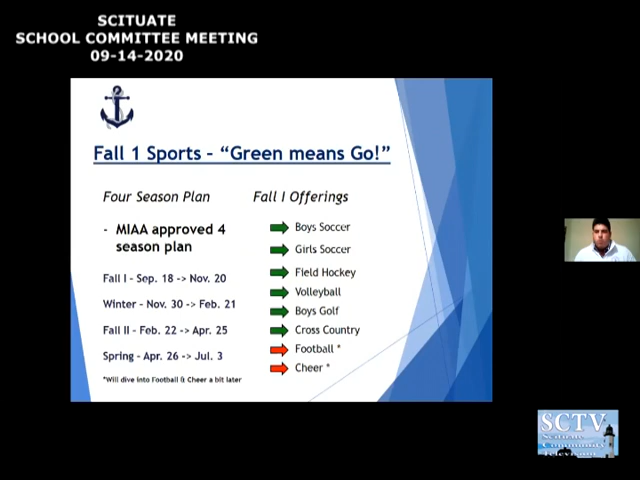 SCITUATE
SCHOOL COMMITTEE MEETING
09-14-2020
Fall 1 Sports – “Green means Go!”
Four Season Plan
- MIAA approved 4
season plan
Fall I – Sep. 18 -> Nov. 20
Winter – Nov. 30 -> Feb. 21
Fall II – Feb. 22 -> Apr. 25
Spring – Apr. 26 -> Jul. 3
*Will dive into Football & Cheer a bit later
Fall I Offerings
Boys Soccer
Girls Soccer
Field Hockey
Volleyball
Boys Golf
Cross Country
Football *
Cheer *
SCTV
Scituate
Community
Television